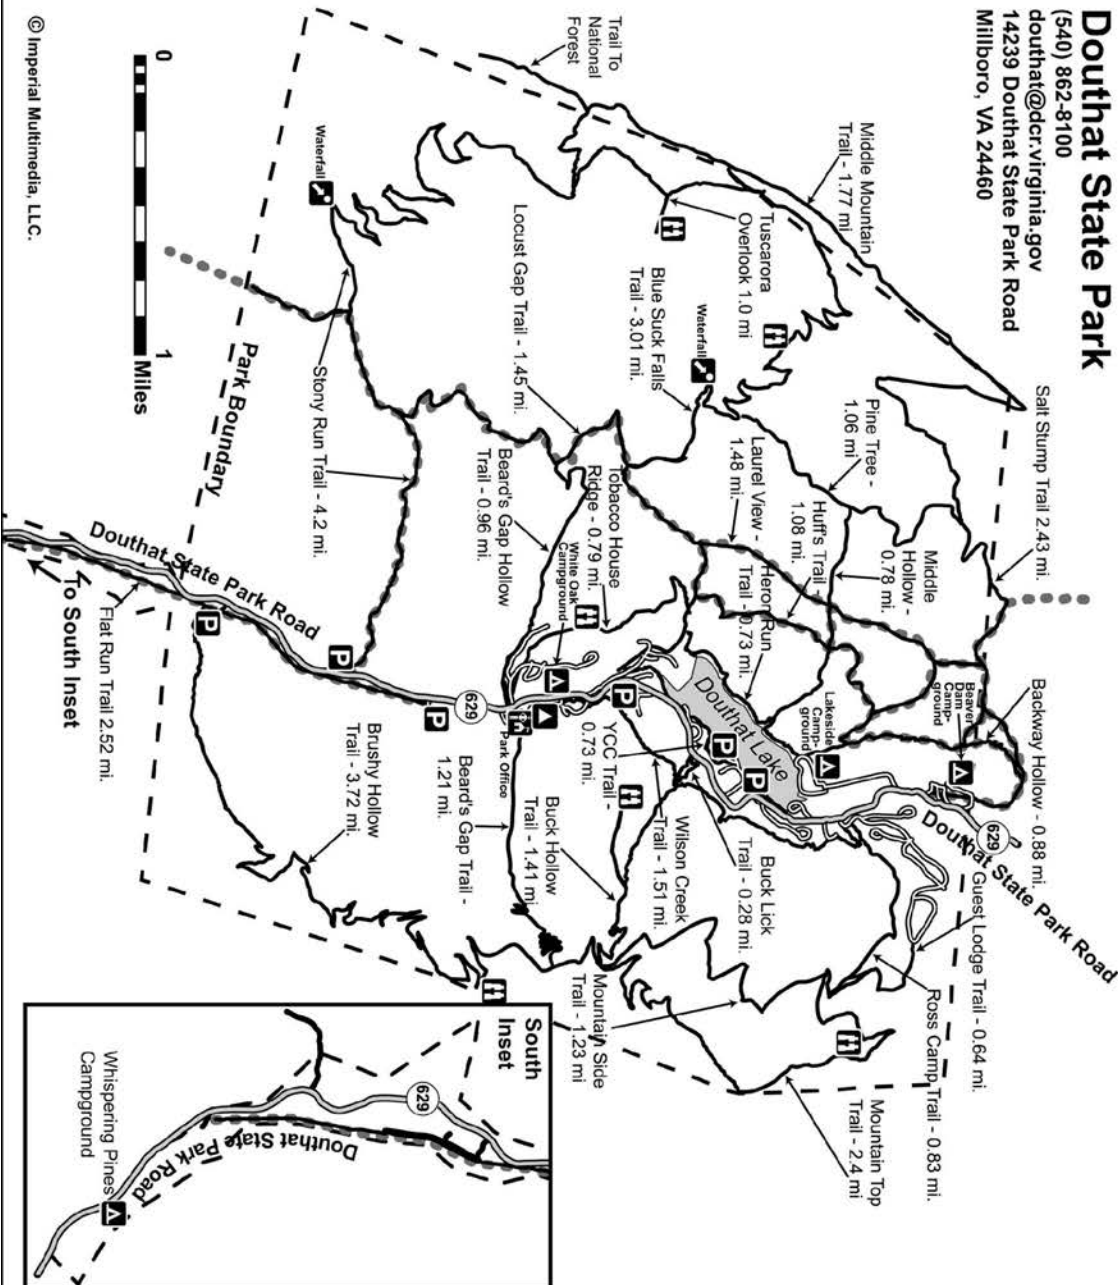 Douthat State Park
(540) 862-8100
douthat@dcr.virginia.gov
14239 Douthat State Park Road
Millboro, VA 24460
Trail To
National
Forest
Middle Mountain
Trail - 1.77 mi
Salt Stump Trail 2.43 mi.
Backway Hollow - 0.88 mi.
Tuscarora
Overlook 1.0 mi
Pine Tree -
1.06 mi
Middle
Hollow -
0.78 mi.
Beaver
Dam
Camp-
ground
629
Douthat State Park Road
Guest Lodge Trail - 0.64 mi.
Ross Camp Trail - 0.83 mi.
Waterfall
Blue Suck Falls
Trail - 3.01 mi.
Laurel View -
1.48 mi.
Huff's Trail -
1.08 mi.
Heron Run
Trail - 0.73 mi.
Lakeside
Camp-
ground
Douthat Lake
P
P
Buck Lick
Trail - 0.28 mi.
Mountain Top
Trail - 2.4 mi
Locust Gap Trail - 1.45 mi.
Tobacco House
Ridge - 0.79 mi.
White Oak
Campground
P
YCC Trail -
0.73 mi.
Wilson Creek
Trail - 1.51 mi.
Mountain Side
Trail - 1.23 mi
Waterfall
Beard's Gap Hollow
Trail - 0.96 mi.
Park Office
Buck Hollow
Trail - 1.41 mi
629
P
Beard's Gap Trail -
1.21 mi.
Stony Run Trail - 4.2 mi.
P
Brushy Hollow
Trail - 3.72 mi.
Park Boundary
Douthat State Park Road
P
Flat Run Trail 2.52 mi.
To South Inset
0
1
Miles
South
Inset
629
Douthat State Park Road
Whispering Pines
Campground
© Imperial Multimedia, LLC.